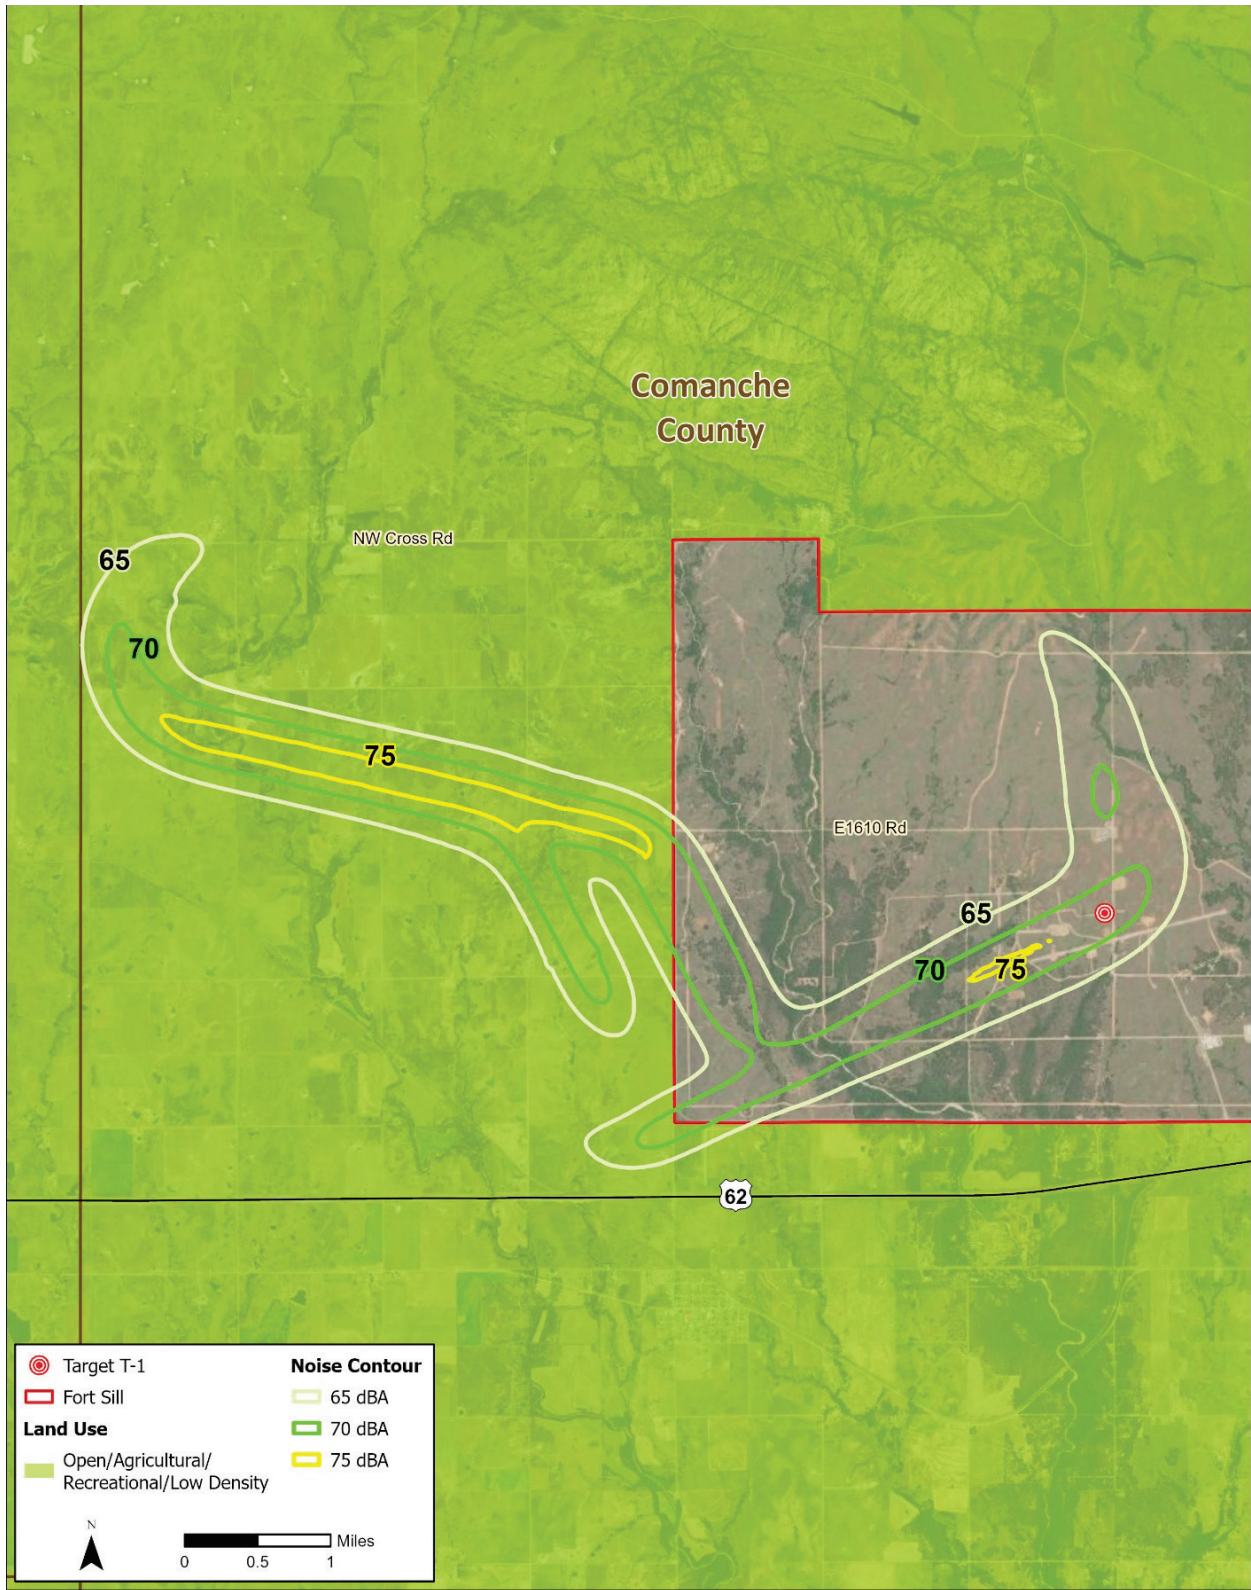 Comanche
County
NW Cross Rd
65
70
75
E1610 Rd
65
70
75
62
Target T-1
Fort Sill
Land Use
Open/Agricultural/
Recreational/Low Density
Noise Contour
65 dBA
70 dBA
75 dBA
N
Miles
0 0.5 1